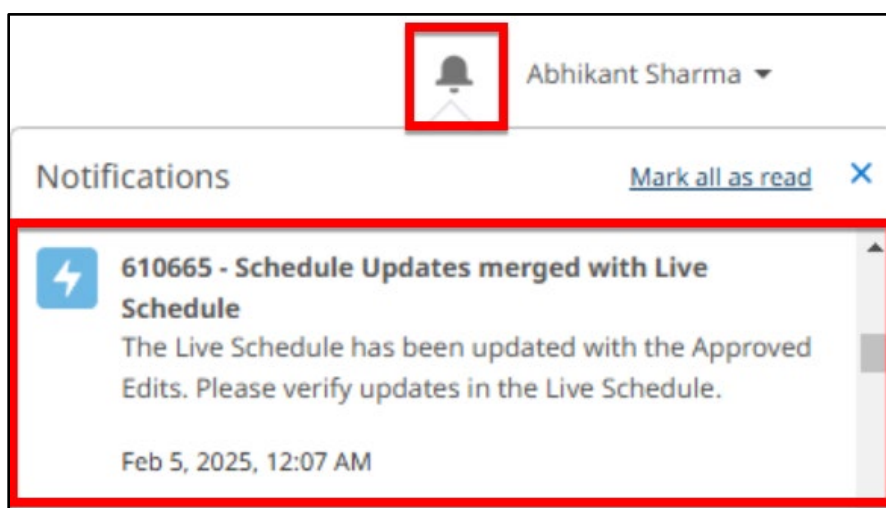 Abhikant Sharma
Notifications
Mark all as read
610665 - Schedule Updates merged with Live
Schedule
The Live Schedule has been updated with the Approved
Edits. Please verify updates in the Live Schedule.
Feb 5, 2025, 12:07 AM